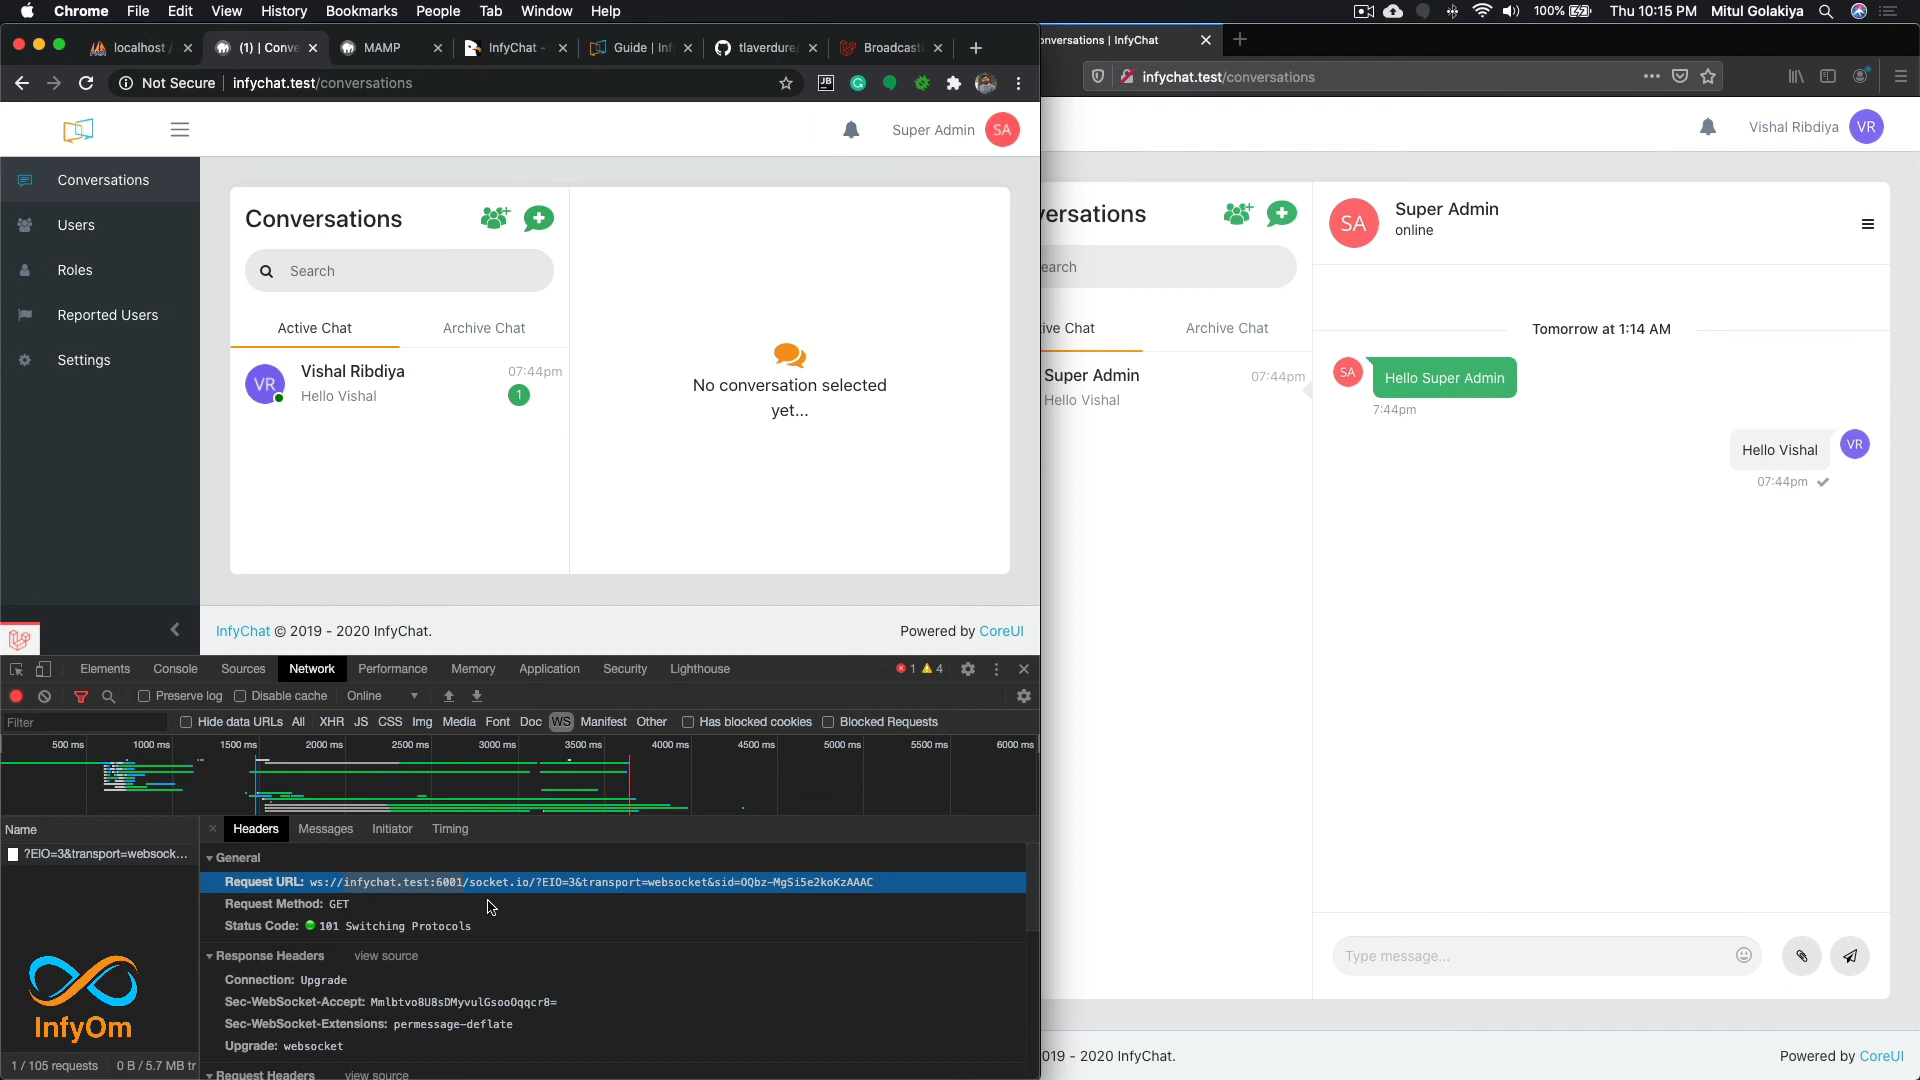 Chrome File Edit View History Bookmarks People Tab Window Help
100% Thu 10:15 PM Mitul Golakiya
localhost /
(1) | Conve
MAMP
InfyChat -
Guide | Inf
tlaverdure/
Broadcasti
Not Secure infychat.test/conversations
JB
Super Admin SA
Conversations
Users
Roles
Reported Users
Settings
Conversations
Search
Active Chat Archive Chat
VR Vishal Ribdiya 07:44pm
Hello Vishal 1
No conversation selected
yet...
InfyChat © 2019 - 2020 InfyChat. Powered by CoreUI
onversations | InfyChat
infychat.test/conversations
Vishal Ribdiya VR
versations
earch
tive Chat Archive Chat
Super Admin 07:44pm
Hello Vishal
SA Super Admin
online
Tomorrow at 1:14 AM
SA Hello Super Admin
7:44pm
Hello Vishal VR
07:44pm
Type message...
019 - 2020 InfyChat. Powered by CoreUI
Elements Console Sources Network Performance Memory Application Security Lighthouse 1 4
Preserve log Disable cache Online
Filter Hide data URLs All XHR JS CSS Img Media Font Doc WS Manifest Other Has blocked cookies Blocked Requests
500 ms 1000 ms 1500 ms 2000 ms 2500 ms 3000 ms 3500 ms 4000 ms 4500 ms 5000 ms 5500 ms 6000 ms
Name
?EIO=3&transport=websock...
Headers Messages Initiator Timing
General
Request URL: ws://infychat.test:6001/socket.io/?EIO=3&transport=websocket&sid=OQbz-MgSi5e2koKzAAAC
Request Method: GET
Status Code: 101 Switching Protocols
Response Headers view source
Connection: Upgrade
Sec-WebSocket-Accept: Mmlbtvo8U8sDMyvulGsooOqqcr8=
Sec-WebSocket-Extensions: permessage-deflate
Upgrade: websocket
Request Headers view source
InfyOm
1 / 105 requests 0 B / 5.7 MB tr